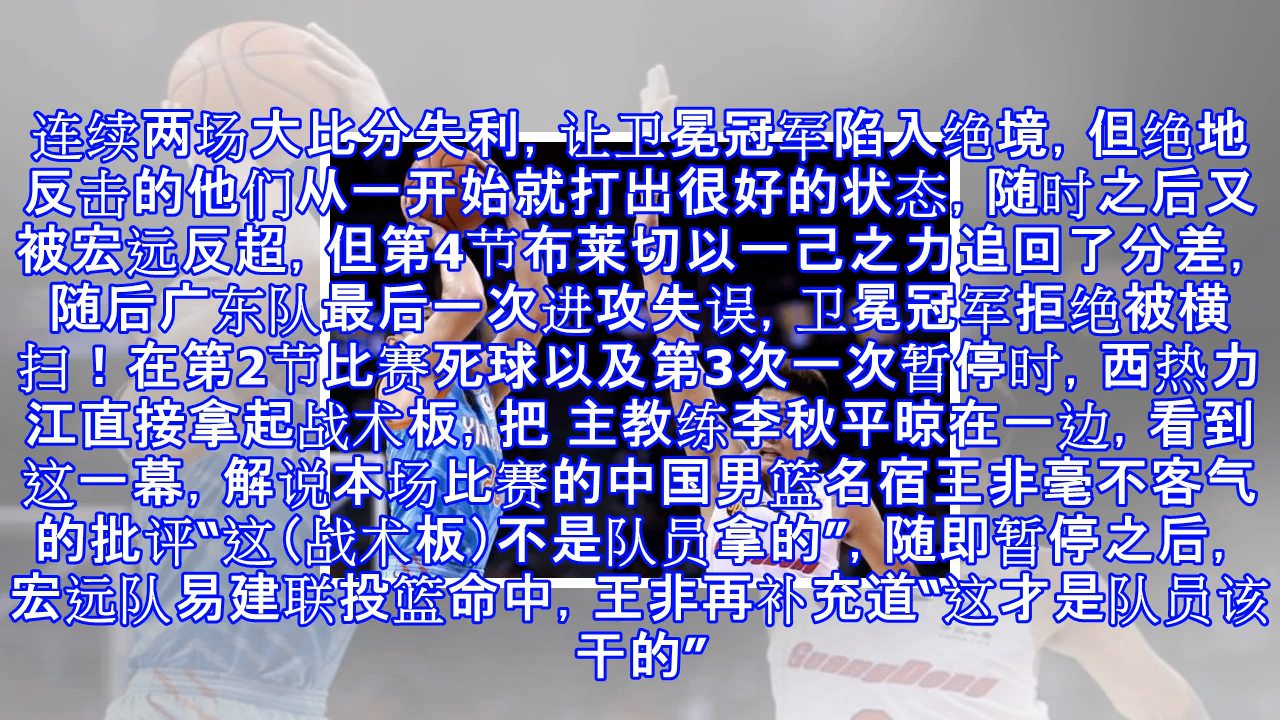 连续两场大比分失利，让卫冕冠军陷入绝境，但绝地
反击的他们从一开始就打出很好的状态，随时之后又
被宏远反超，但第4节布莱切以一己之力追回了分差，
随后广东队最后一次进攻失误，卫冕冠军拒绝被横
扫！在第2节比赛死球以及第3次一次暂停时，西热力
江直接拿起战术板，把 主教练李秋平晾在一边，看到
这一幕，解说本场比赛的中国男篮名宿王非毫不客气
的批评“这（战术板）不是队员拿的”，随即暂停之后，
宏远队易建联投篮命中，王非再补充道“这才是队员该
干的”
GuangDong